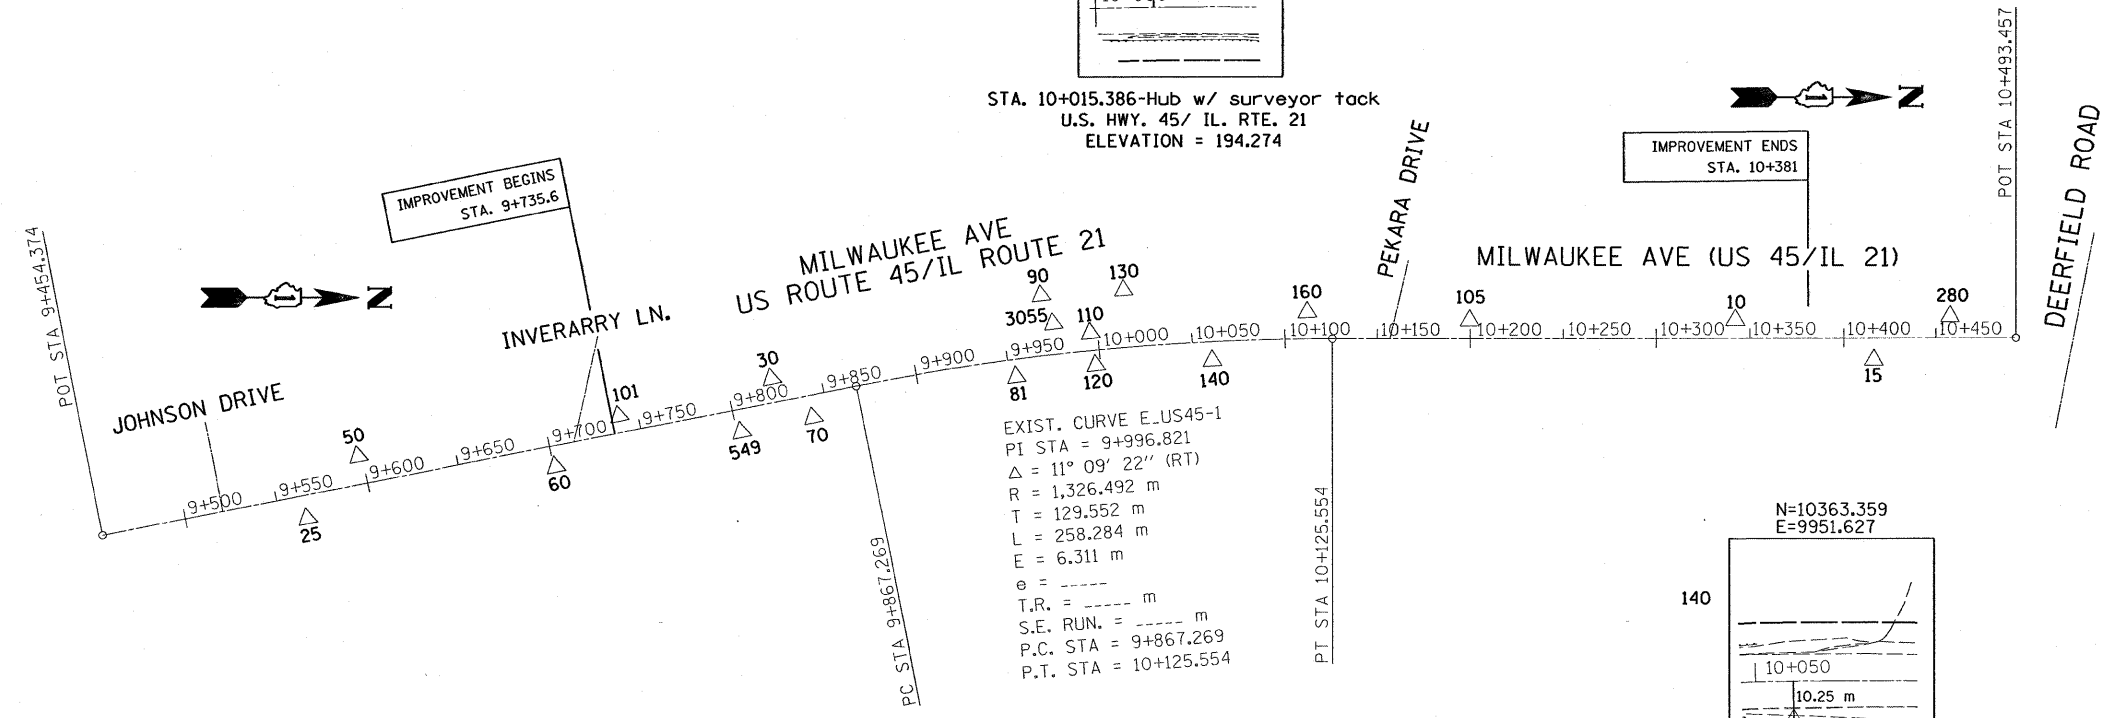 STA. 10+015.386-Hub w/ surveyor tack
U.S. HWY. 45/ IL. RTE. 21
ELEVATION = 194.274
POT STA 10+493.457
DEERFIELD ROAD
N
IMPROVEMENT ENDS
STA. 10+381
PEKARA DRIVE
MILWAUKEE AVE (US 45/IL 21)
IMPROVEMENT BEGINS
STA. 9+735.6
MILWAUKEE AVE
US ROUTE 45/IL ROUTE 21
POT STA 9+454.374
N
INVERARRY LN.
JOHNSON DRIVE
90
130
3055
110
160
105
10
280
30
101
50
9+500
9+550
9+600
9+650
9+700
9+750
9+800
9+850
9+900
9+950
10+000
10+050
10+100
10+150
10+200
10+250
10+300
10+350
10+400
10+450
25
60
549
70
81
120
140
15
EXIST. CURVE E_US45-1
PI STA = 9+996.821
Δ = 11° 09' 22" (RT)
R = 1,326.492 m
T = 129.552 m
L = 258.284 m
E = 6.311 m
e = -----
T.R. = ----- m
S.E. RUN. = ----- m
P.C. STA = 9+867.269
P.T. STA = 10+125.554
PC STA 9+867.269
PT STA 10+125.554
N=10363.359
E=9951.627
140
10+050
10.25 m